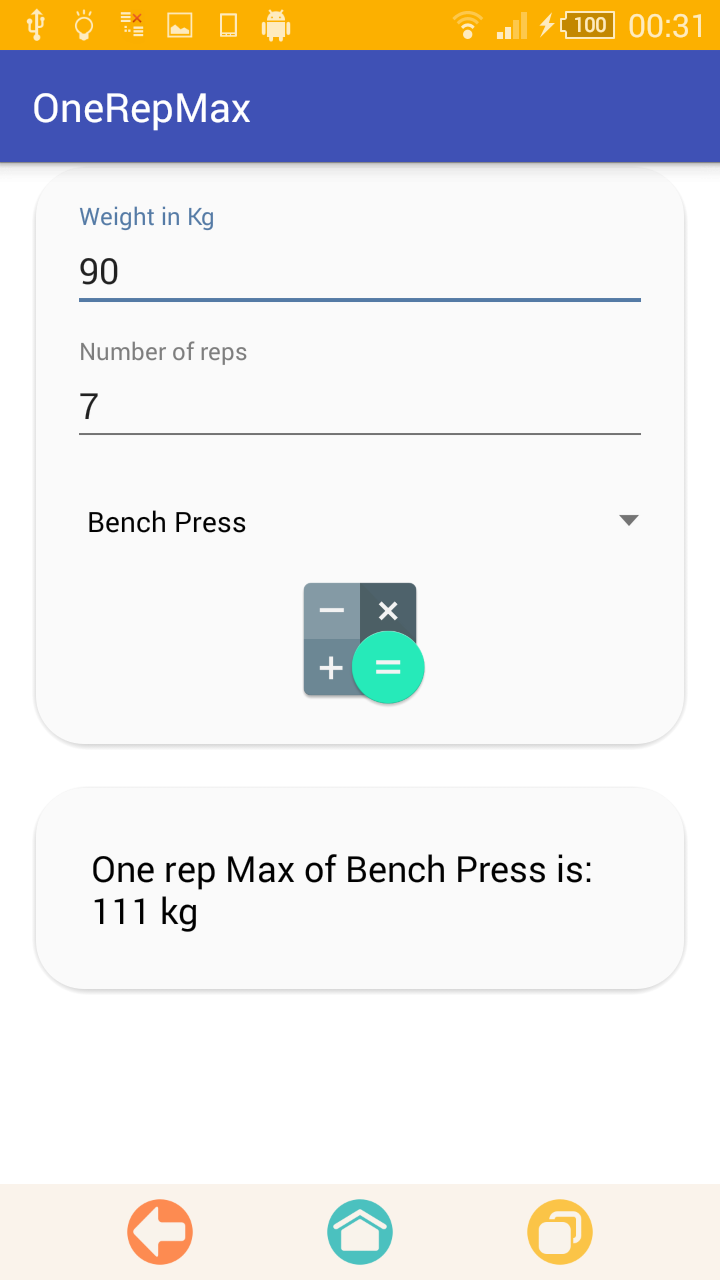 100 00:31
OneRepMax
Weight in Kg
90
Number of reps
7
Bench Press
One rep Max of Bench Press is:
111 kg